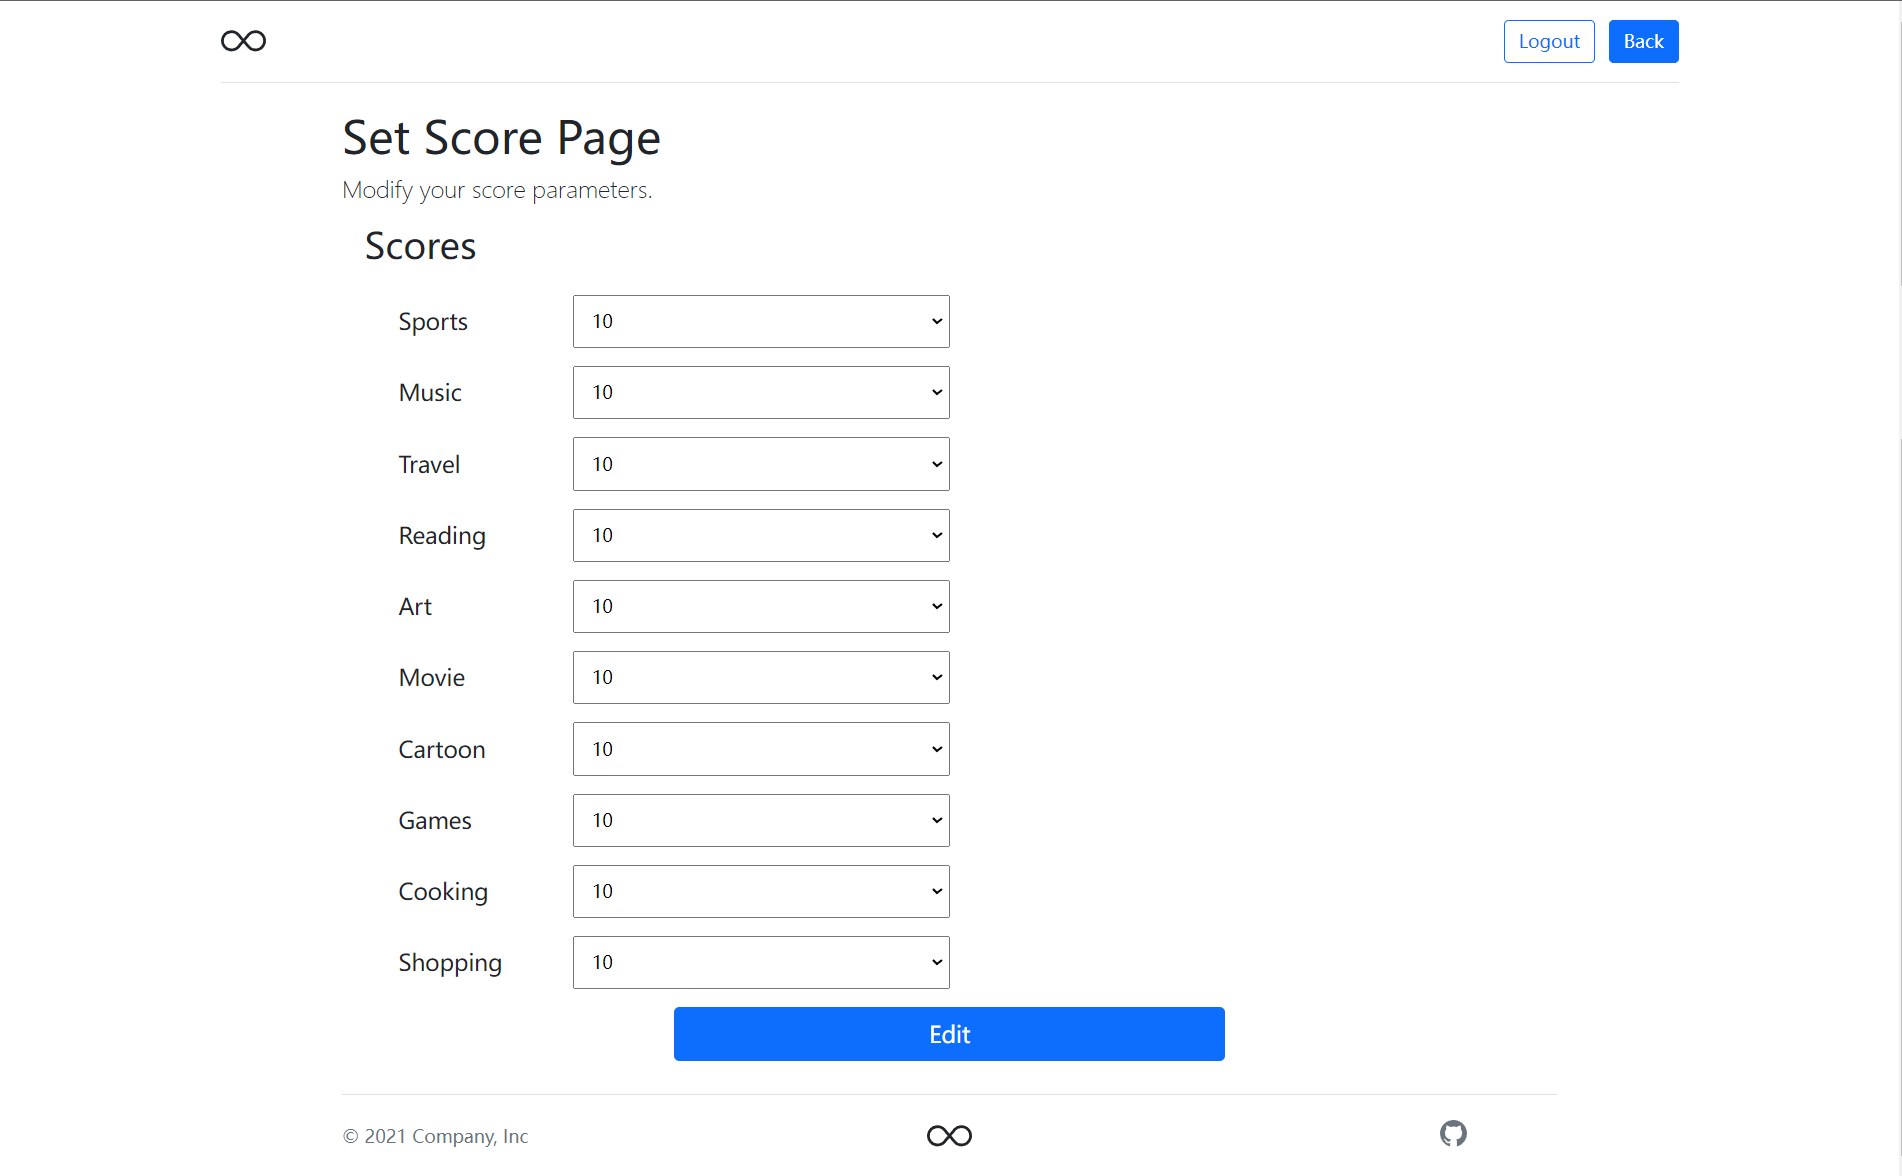 Logout Back
Set Score Page
Modify your score parameters.
Scores
Sports 10
Music 10
Travel 10
Reading 10
Art 10
Movie 10
Cartoon 10
Games 10
Cooking 10
Shopping 10
Edit
© 2021 Company, Inc